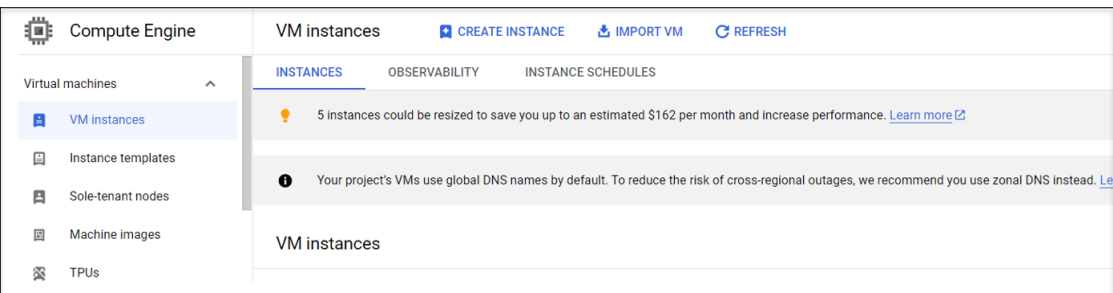 Compute Engine
VM instances
CREATE INSTANCE
IMPORT VM
REFRESH
Virtual machines
VM instances
Instance templates
Sole-tenant nodes
Machine images
TPUs
INSTANCES
OBSERVABILITY
INSTANCE SCHEDULES
5 instances could be resized to save you up to an estimated $162 per month and increase performance. Learn more
Your project's VMs use global DNS names by default. To reduce the risk of cross-regional outages, we recommend you use zonal DNS instead. Le
VM instances